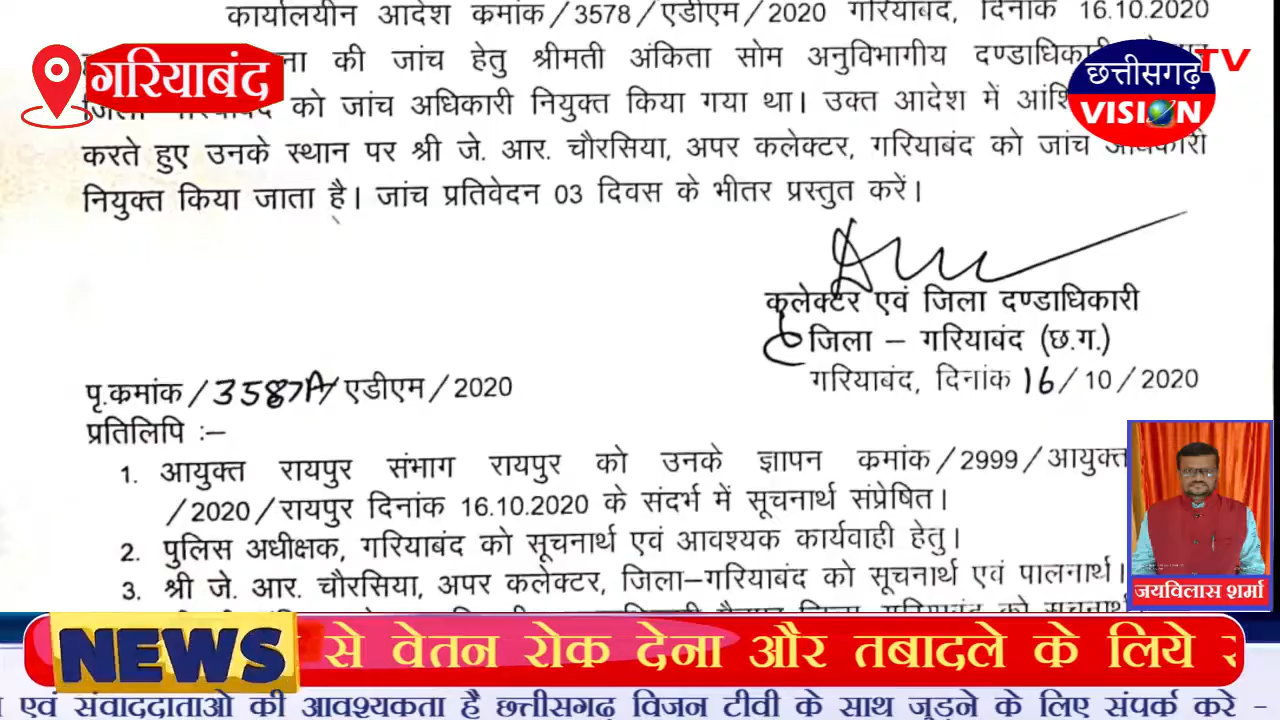 कार्यालयीन आदेश कमांक/3578/एडीएम/2020 गरियाबंद, दिनांक 16.10.2020
की जांच हेतु श्रीमती अंकिता सोम अनुविभागीय दण्डाधिकारी
को जांच अधिकारी नियुक्त किया गया था। उक्त आदेश में
करते हुए उनके स्थान पर श्री जे. आर. चौरसिया, अपर कलेक्टर, गरियाबंद को जांच अधिकारी
नियुक्त किया जाता है। जांच प्रतिवेदन 03 दिवस के भीतर प्रस्तुत करें।
गरियाबंद
छत्तीसगढ़ TV
VISION
कलेक्टर एवं जिला दण्डाधिकारी
जिला – गरियाबंद (छ.ग.)
गरियाबंद, दिनांक 16/10/2020
पृ.कमांक/3587A/एडीएम/2020
प्रतिलिपि :–
1. आयुक्त रायपुर संभाग रायपुर को उनके ज्ञापन कमांक/2999/आयुक्त
/2020/रायपुर दिनांक 16.10.2020 के संदर्भ में सूचनार्थ संप्रेषित।
2. पुलिस अधीक्षक, गरियाबंद को सूचनार्थ एवं आवश्यक कार्यवाही हेतु।
3. श्री जे. आर. चौरसिया, अपर कलेक्टर, जिला–गरियाबंद को सूचनार्थ एवं पालनार्थ।
जयविलास शर्मा
NEWS से वेतन रोक देना और तबादले के लिये
एवं संवाददाताओ की आवश्यकता है छत्तीसगढ़ विजन टीवी के साथ जुड़ने के लिए संपर्क करे –